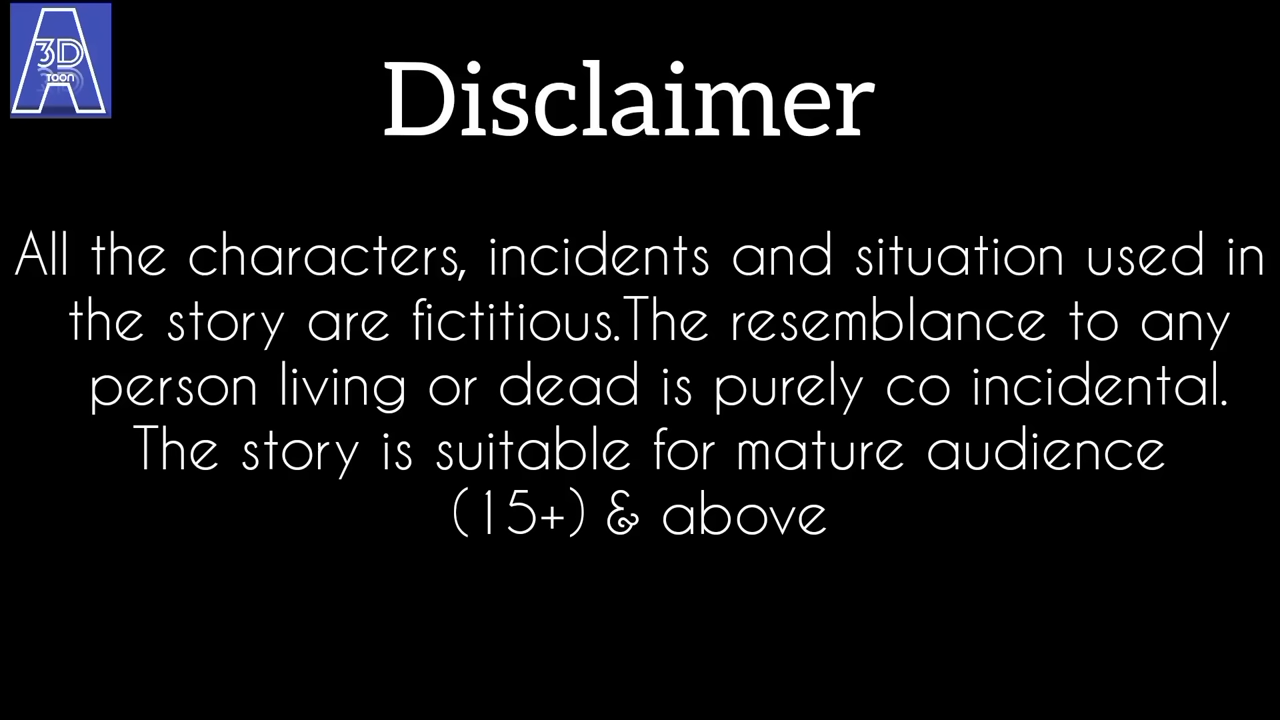 A
3D
TOON
Disclaimer
All the characters, incidents and situation used in
the story are fictitious.The resemblance to any
person living or dead is purely co incidental.
The story is suitable for mature audience
(15+) & above